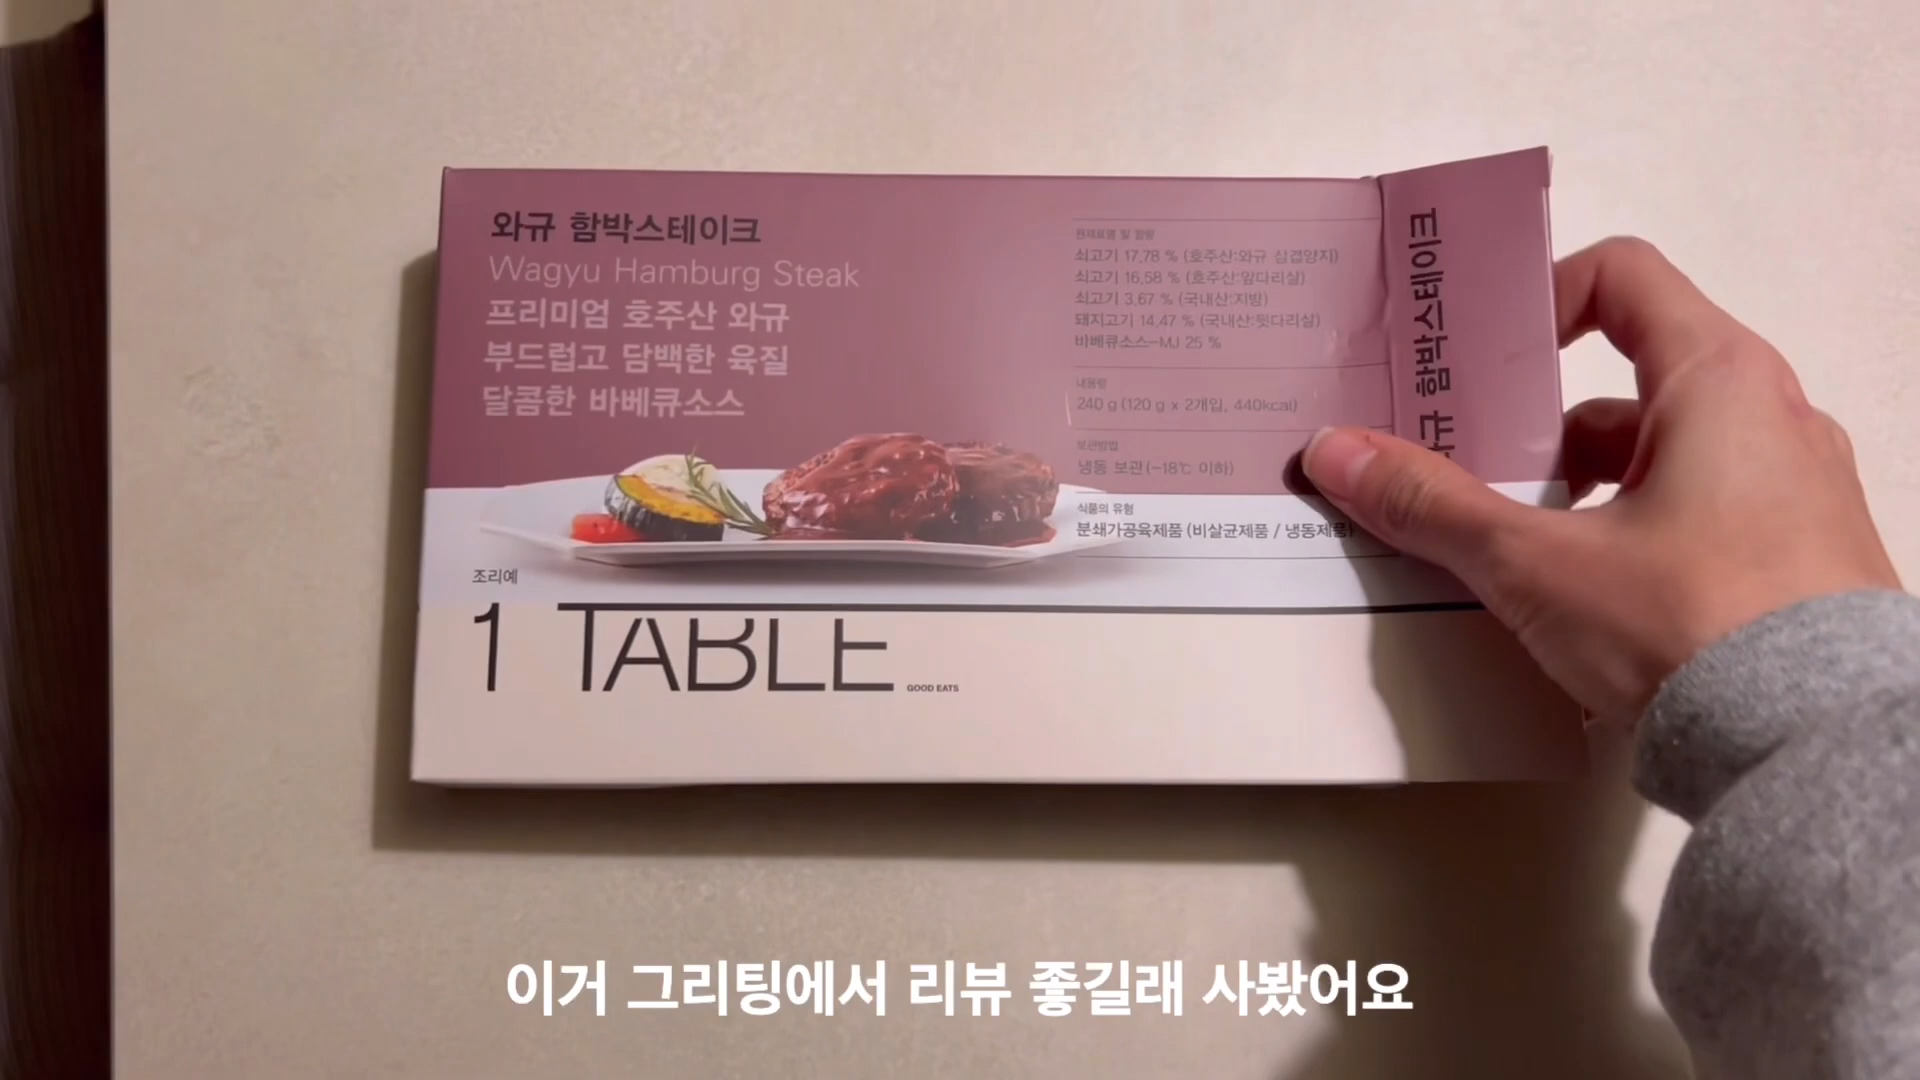 와규 함박스테이크
Wagyu Hamburg Steak
프리미엄 호주산 와규
부드럽고 담백한 육질
달콤한 바베큐소스
원재료명 및 함량
쇠고기 17.78 % (호주산:와규 삼겹양지)
쇠고기 16.58 % (호주산:앞다리살)
쇠고기 3.67 % (국내산:지방)
돼지고기 14.47 % (국내산:뒷다리살)
바베큐소스-MJ 25 %
내용량
240 g (120 g x 2개입, 440kcal)
보관방법
냉동 보관 (-18℃ 이하)
식품의 유형
분쇄가공육제품 (비살균제품 / 냉동제품)
조리예
1 TABLE
GOOD EATS
와규 함박스테이크
이거 그리팅에서 리뷰 좋길래 사봤어요